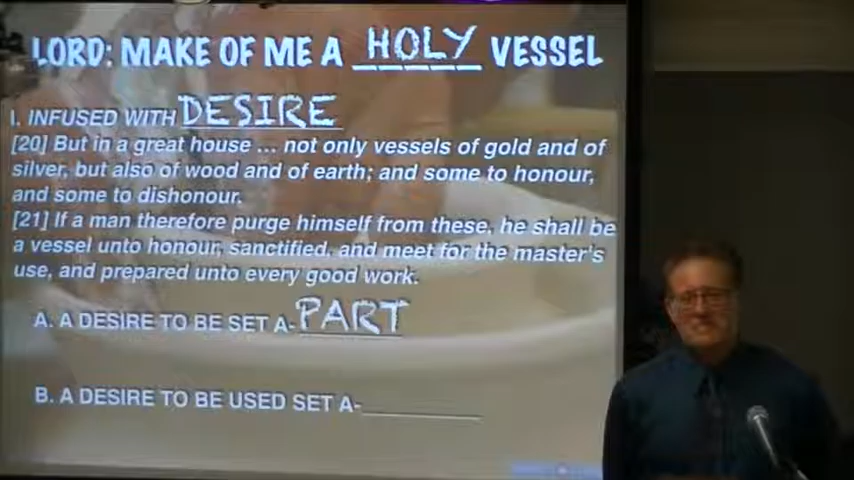 LORD: MAKE OF ME A HOLY VESSEL
I. INFUSED WITH DESIRE
[20] But in a great house ... not only vessels of gold and of
silver, but also of wood and of earth; and some to honour,
and some to dishonour.
[21] If a man therefore purge himself from these, he shall be
a vessel unto honour, sanctified, and meet for the master's
use, and prepared unto every good work.
A. A DESIRE TO BE SET A-PART
B. A DESIRE TO BE USED SET A-